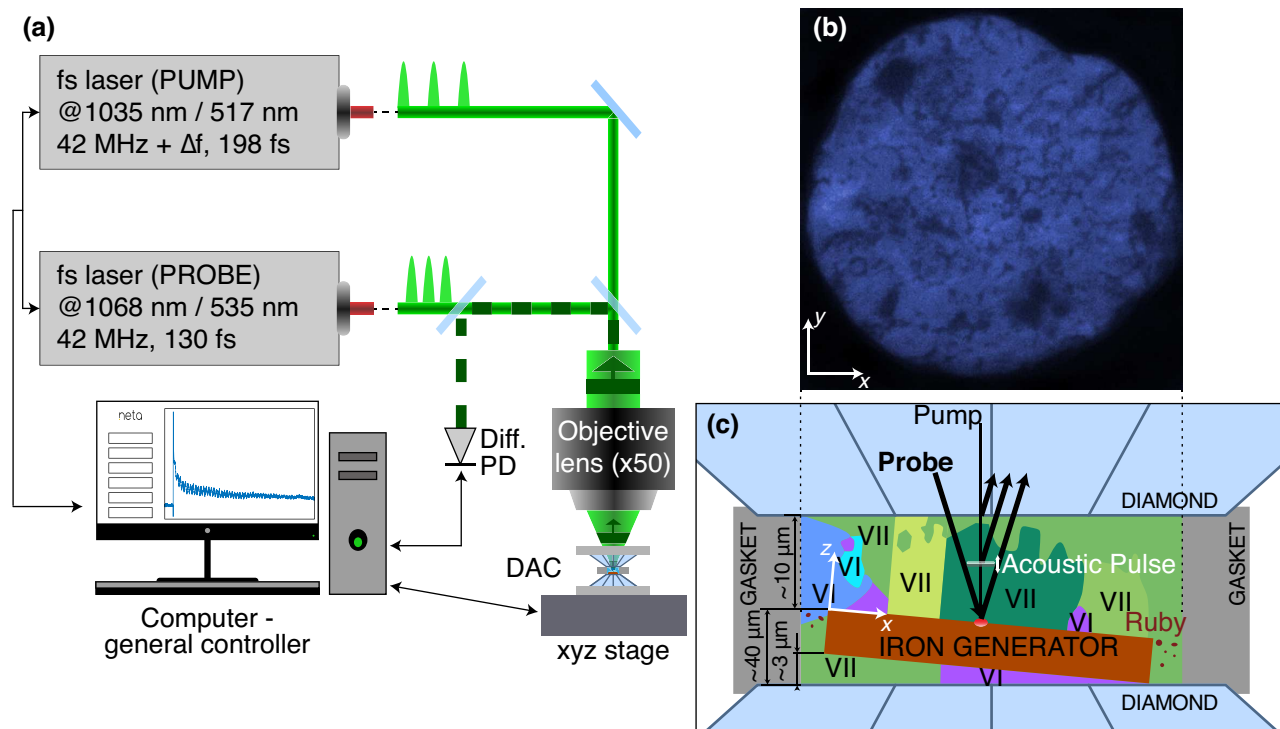 (a)
fs laser (PUMP)
@1035 nm / 517 nm
42 MHz + Δf, 198 fs
fs laser (PROBE)
@1068 nm / 535 nm
42 MHz, 130 fs
neta
Diff.
PD
Objective
lens (x50)
DAC
xyz stage
Computer -
general controller
(b)
y
x
(c)
Pump
Probe
DIAMOND
GASKET
GASKET
~10 μm
~40 μm
~3 μm
z
x
VII
VI
VI
VII
Acoustic Pulse
VII
VII
VI
Ruby
IRON GENERATOR
VII
VI
DIAMOND